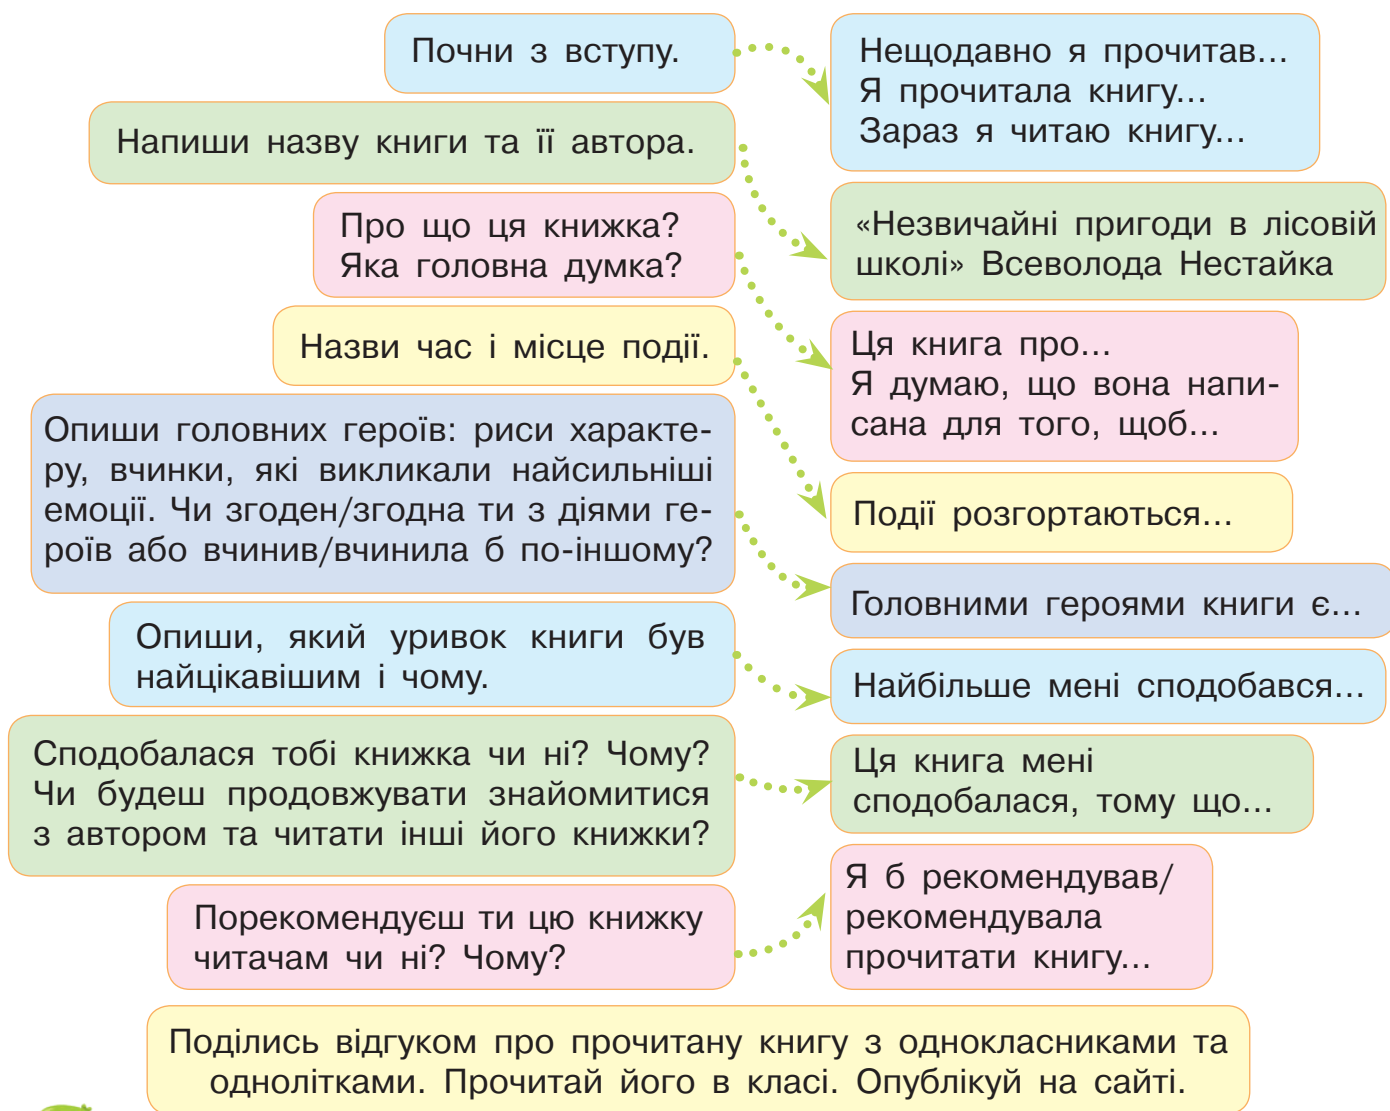 Почни з вступу.
Нещодавно я прочитав...
Я прочитала книгу...
Зараз я читаю книгу...
Напиши назву книги та її автора.
«Незвичайні пригоди в лісовій
школі» Всеволода Нестайка
Про що ця книжка?
Яка головна думка?
Ця книга про...
Я думаю, що вона напи-
сана для того, щоб...
Назви час і місце події.
Події розгортаються...
Опиши головних героїв: риси характе-
ру, вчинки, які викликали найсильніші
емоції. Чи згоден/згодна ти з діями ге-
роїв або вчинив/вчинила б по-іншому?
Головними героями книги є...
Опиши, який уривок книги був
найцікавішим і чому.
Найбільше мені сподобався...
Сподобалася тобі книжка чи ні? Чому?
Чи будеш продовжувати знайомитися
з автором та читати інші його книжки?
Ця книга мені
сподобалася, тому що...
Порекомендуєш ти цю книжку
читачам чи ні? Чому?
Я б рекомендував/
рекомендувала
прочитати книгу...
Поділись відгуком про прочитану книгу з однокласниками та
однолітками. Прочитай його в класі. Опублікуй на сайті.